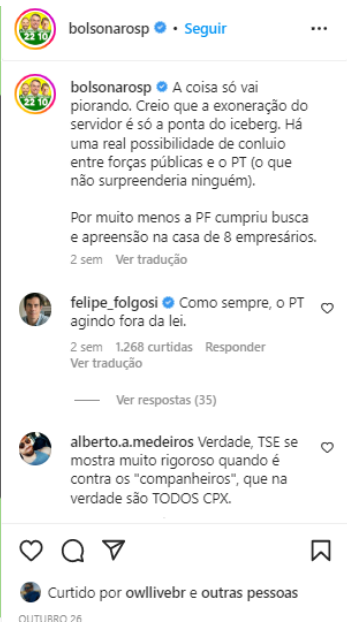 bolsonarosp • Seguir
22 10
bolsonarosp A coisa só vai
piorando. Creio que a exoneração do
servidor é só a ponta do iceberg. Há
uma real possibilidade de conluio
entre forças públicas e o PT (o que
não surpreenderia ninguém).
Por muito menos a PF cumpriu busca
e apreensão na casa de 8 empresários.
2 sem Ver tradução
felipe_folgosi Como sempre, o PT
agindo fora da lei.
2 sem 1.268 curtidas Responder
Ver tradução
Ver respostas (35)
alberto.a.medeiros Verdade, TSE se
mostra muito rigoroso quando é
contra os "companheiros", que na
verdade são TODOS CPX.
Curtido por owllivebr e outras pessoas
OUTUBRO 26